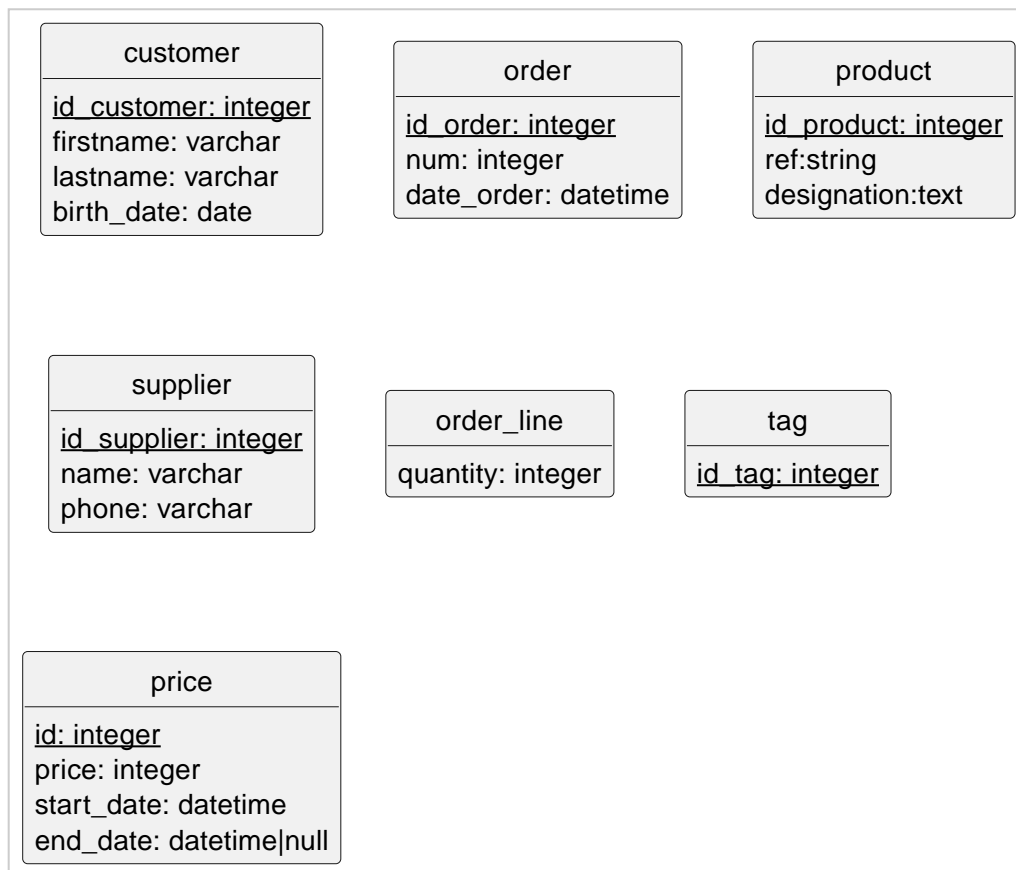 customer
id_customer: integer
firstname: varchar
lastname: varchar
birth_date: date
order
id_order: integer
num: integer
date_order: datetime
product
id_product: integer
ref:string
designation:text
supplier
id_supplier: integer
name: varchar
phone: varchar
order_line
quantity: integer
tag
id_tag: integer
price
id: integer
price: integer
start_date: datetime
end_date: datetime|null